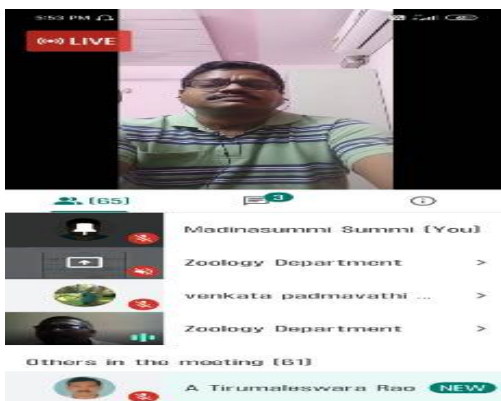 5:53 PM
LIVE
(65)
3
Madinasummi Summi (You)
Zoology Department
venkata padmavathi ...
Zoology Department
Others in the meeting (61)
A Tirumaleswara Rao NEW